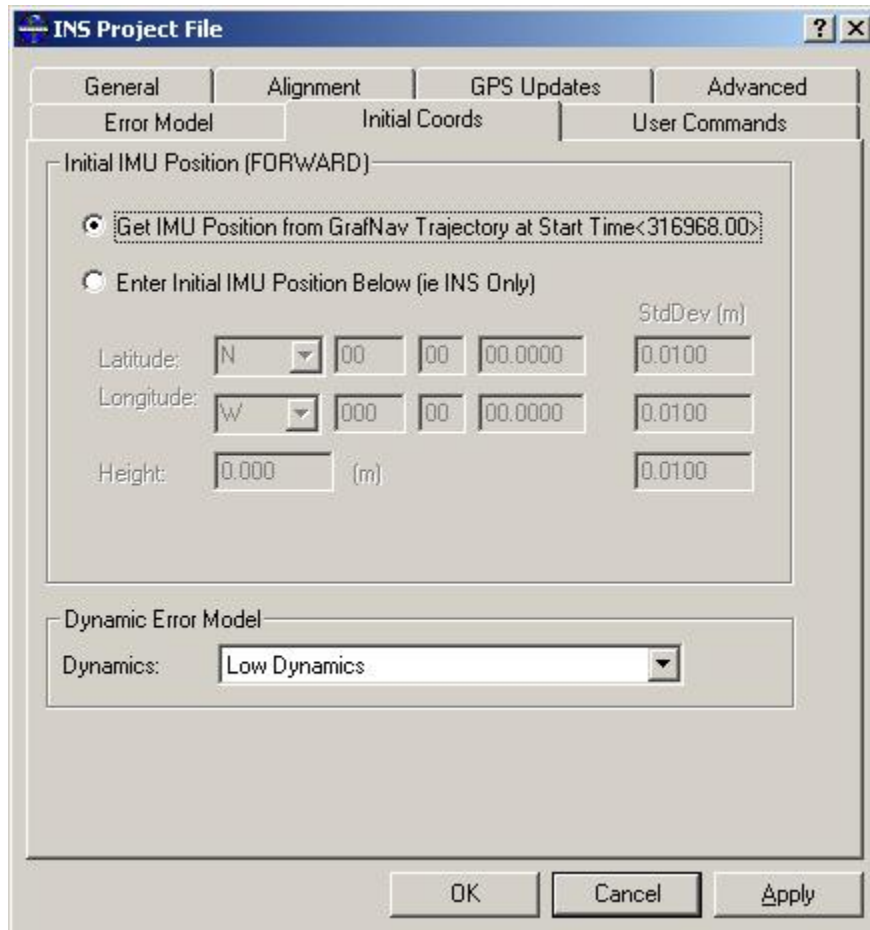 INS Project File
General Alignment GPS Updates Advanced
Error Model Initial Coords User Commands
Initial IMU Position (FORWARD)
Get IMU Position from GrafNav Trajectory at Start Time<316968.00>
Enter Initial IMU Position Below (ie INS Only)
StdDev (m)
Latitude: N 00 00 00.0000 0.0100
Longitude: W 000 00 00.0000 0.0100
Height: 0.000 (m) 0.0100
Dynamic Error Model
Dynamics: Low Dynamics
OK Cancel Apply